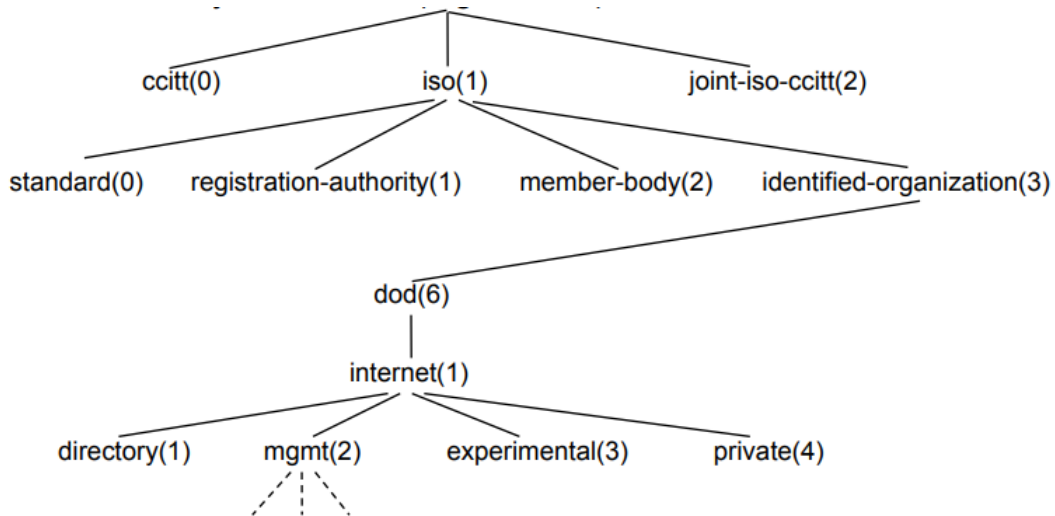 ccitt(0) iso(1) joint-iso-ccitt(2)
standard(0) registration-authority(1) member-body(2) identified-organization(3)
dod(6)
internet(1)
directory(1) mgmt(2) experimental(3) private(4)